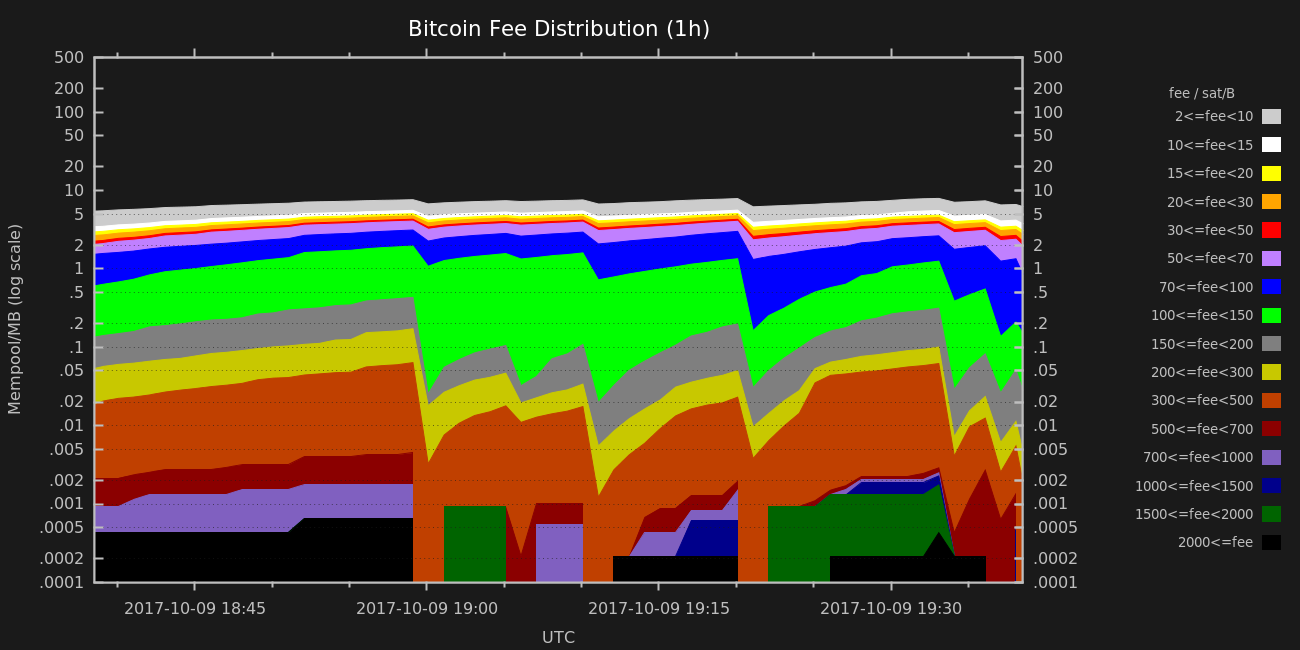 Bitcoin Fee Distribution (1h)
500 500
200 200
100 100
50 50
20 20
10 10
5 5
2 2
1 1
.5 .5
.2 .2
.1 .1
.05 .05
.02 .02
.01 .01
.005 .005
.002 .002
.001 .001
.0005 .0005
.0002 .0002
.0001 .0001
Mempool/MB (log scale)
2017-10-09 18:45 2017-10-09 19:00 2017-10-09 19:15 2017-10-09 19:30
UTC
fee / sat/B
2<=fee<10
10<=fee<15
15<=fee<20
20<=fee<30
30<=fee<50
50<=fee<70
70<=fee<100
100<=fee<150
150<=fee<200
200<=fee<300
300<=fee<500
500<=fee<700
700<=fee<1000
1000<=fee<1500
1500<=fee<2000
2000<=fee